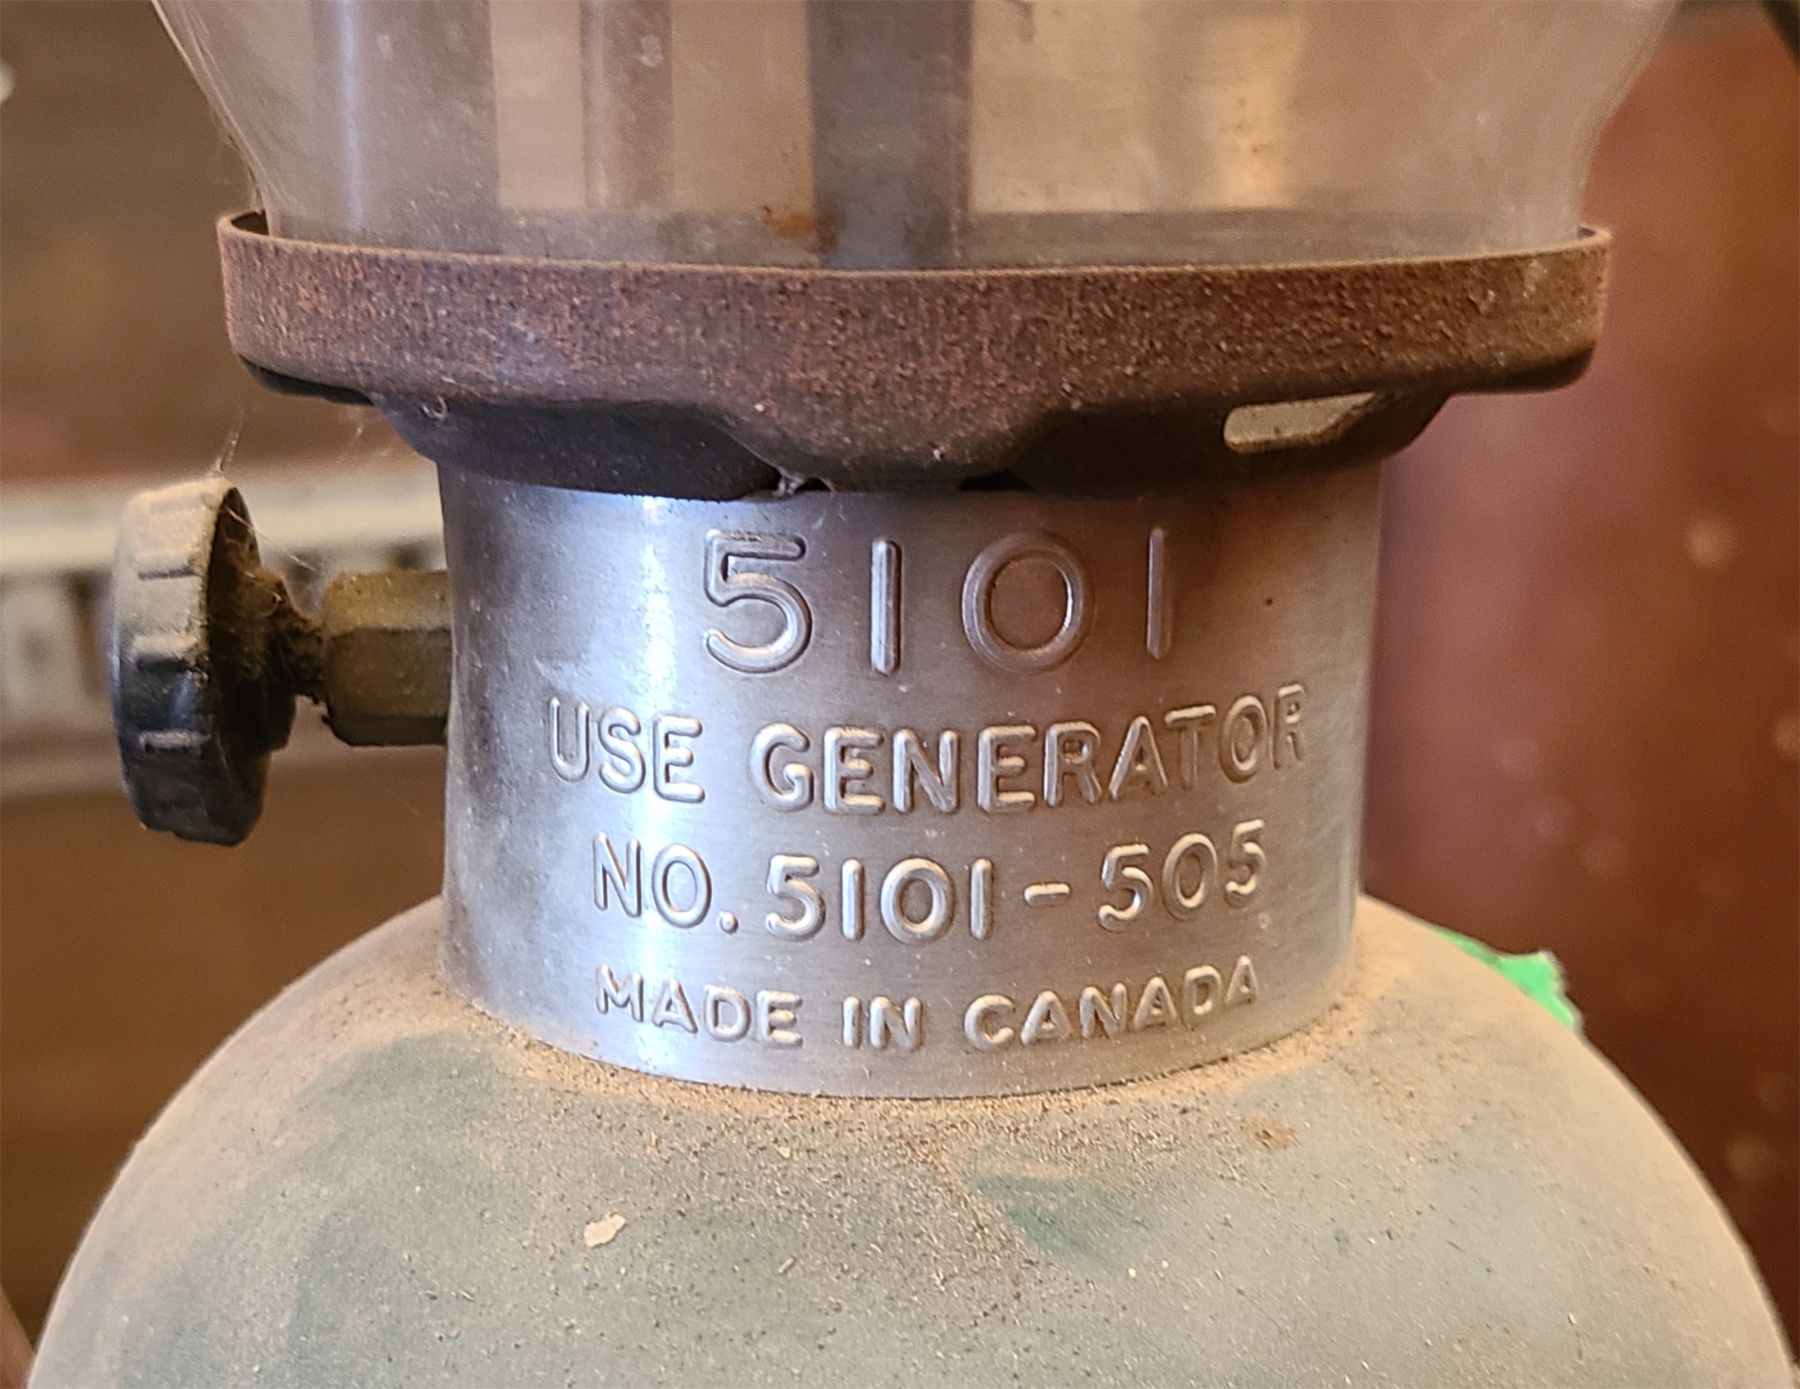 5101
USE GENERATOR
NO. 5101-505
MADE IN CANADA